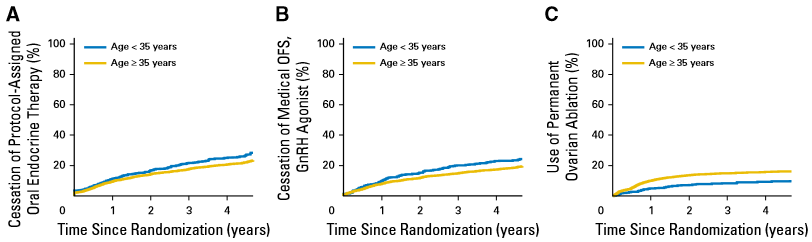 A
Cessation of Protocol-Assigned
Oral Endocrine Therapy (%)
100
80
60
40
20
0
1
2
3
4
Age < 35 years
Age ≥ 35 years
Time Since Randomization (years)
B
Cessation of Medical OFS,
GnRH Agonist (%)
100
80
60
40
20
0
1
2
3
4
Age < 35 years
Age ≥ 35 years
Time Since Randomization (years)
C
Use of Permanent
Ovarian Ablation (%)
100
80
60
40
20
0
1
2
3
4
Age < 35 years
Age ≥ 35 years
Time Since Randomization (years)